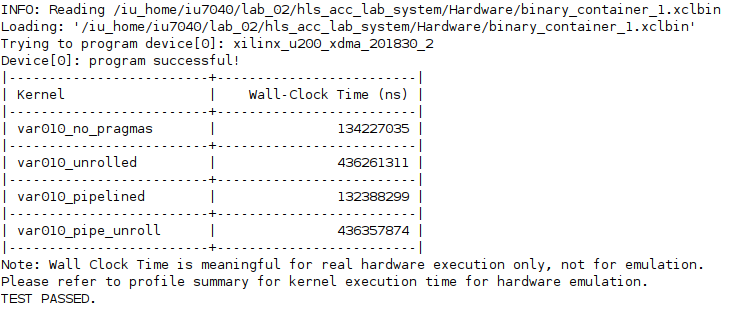 INFO: Reading /iu_home/iu7040/lab_02/hls_acc_lab_system/Hardware/binary_container_1.xclbin
Loading: '/iu_home/iu7040/lab_02/hls_acc_lab_system/Hardware/binary_container_1.xclbin'
Trying to program device[0]: xilinx_u200_xdma_201830_2
Device[0]: program successful!
|-------------------------+-------------------------|
| Kernel                  |    Wall-Clock Time (ns) |
|-------------------------+-------------------------|
| var010_no_pragmas       |               134227035 |
|-------------------------+-------------------------|
| var010_unrolled         |               436261311 |
|-------------------------+-------------------------|
| var010_pipelined        |               132388299 |
|-------------------------+-------------------------|
| var010_pipe_unroll      |               436357874 |
|-------------------------+-------------------------|
Note: Wall Clock Time is meaningful for real hardware execution only, not for emulation.
Please refer to profile summary for kernel execution time for hardware emulation.
TEST PASSED.